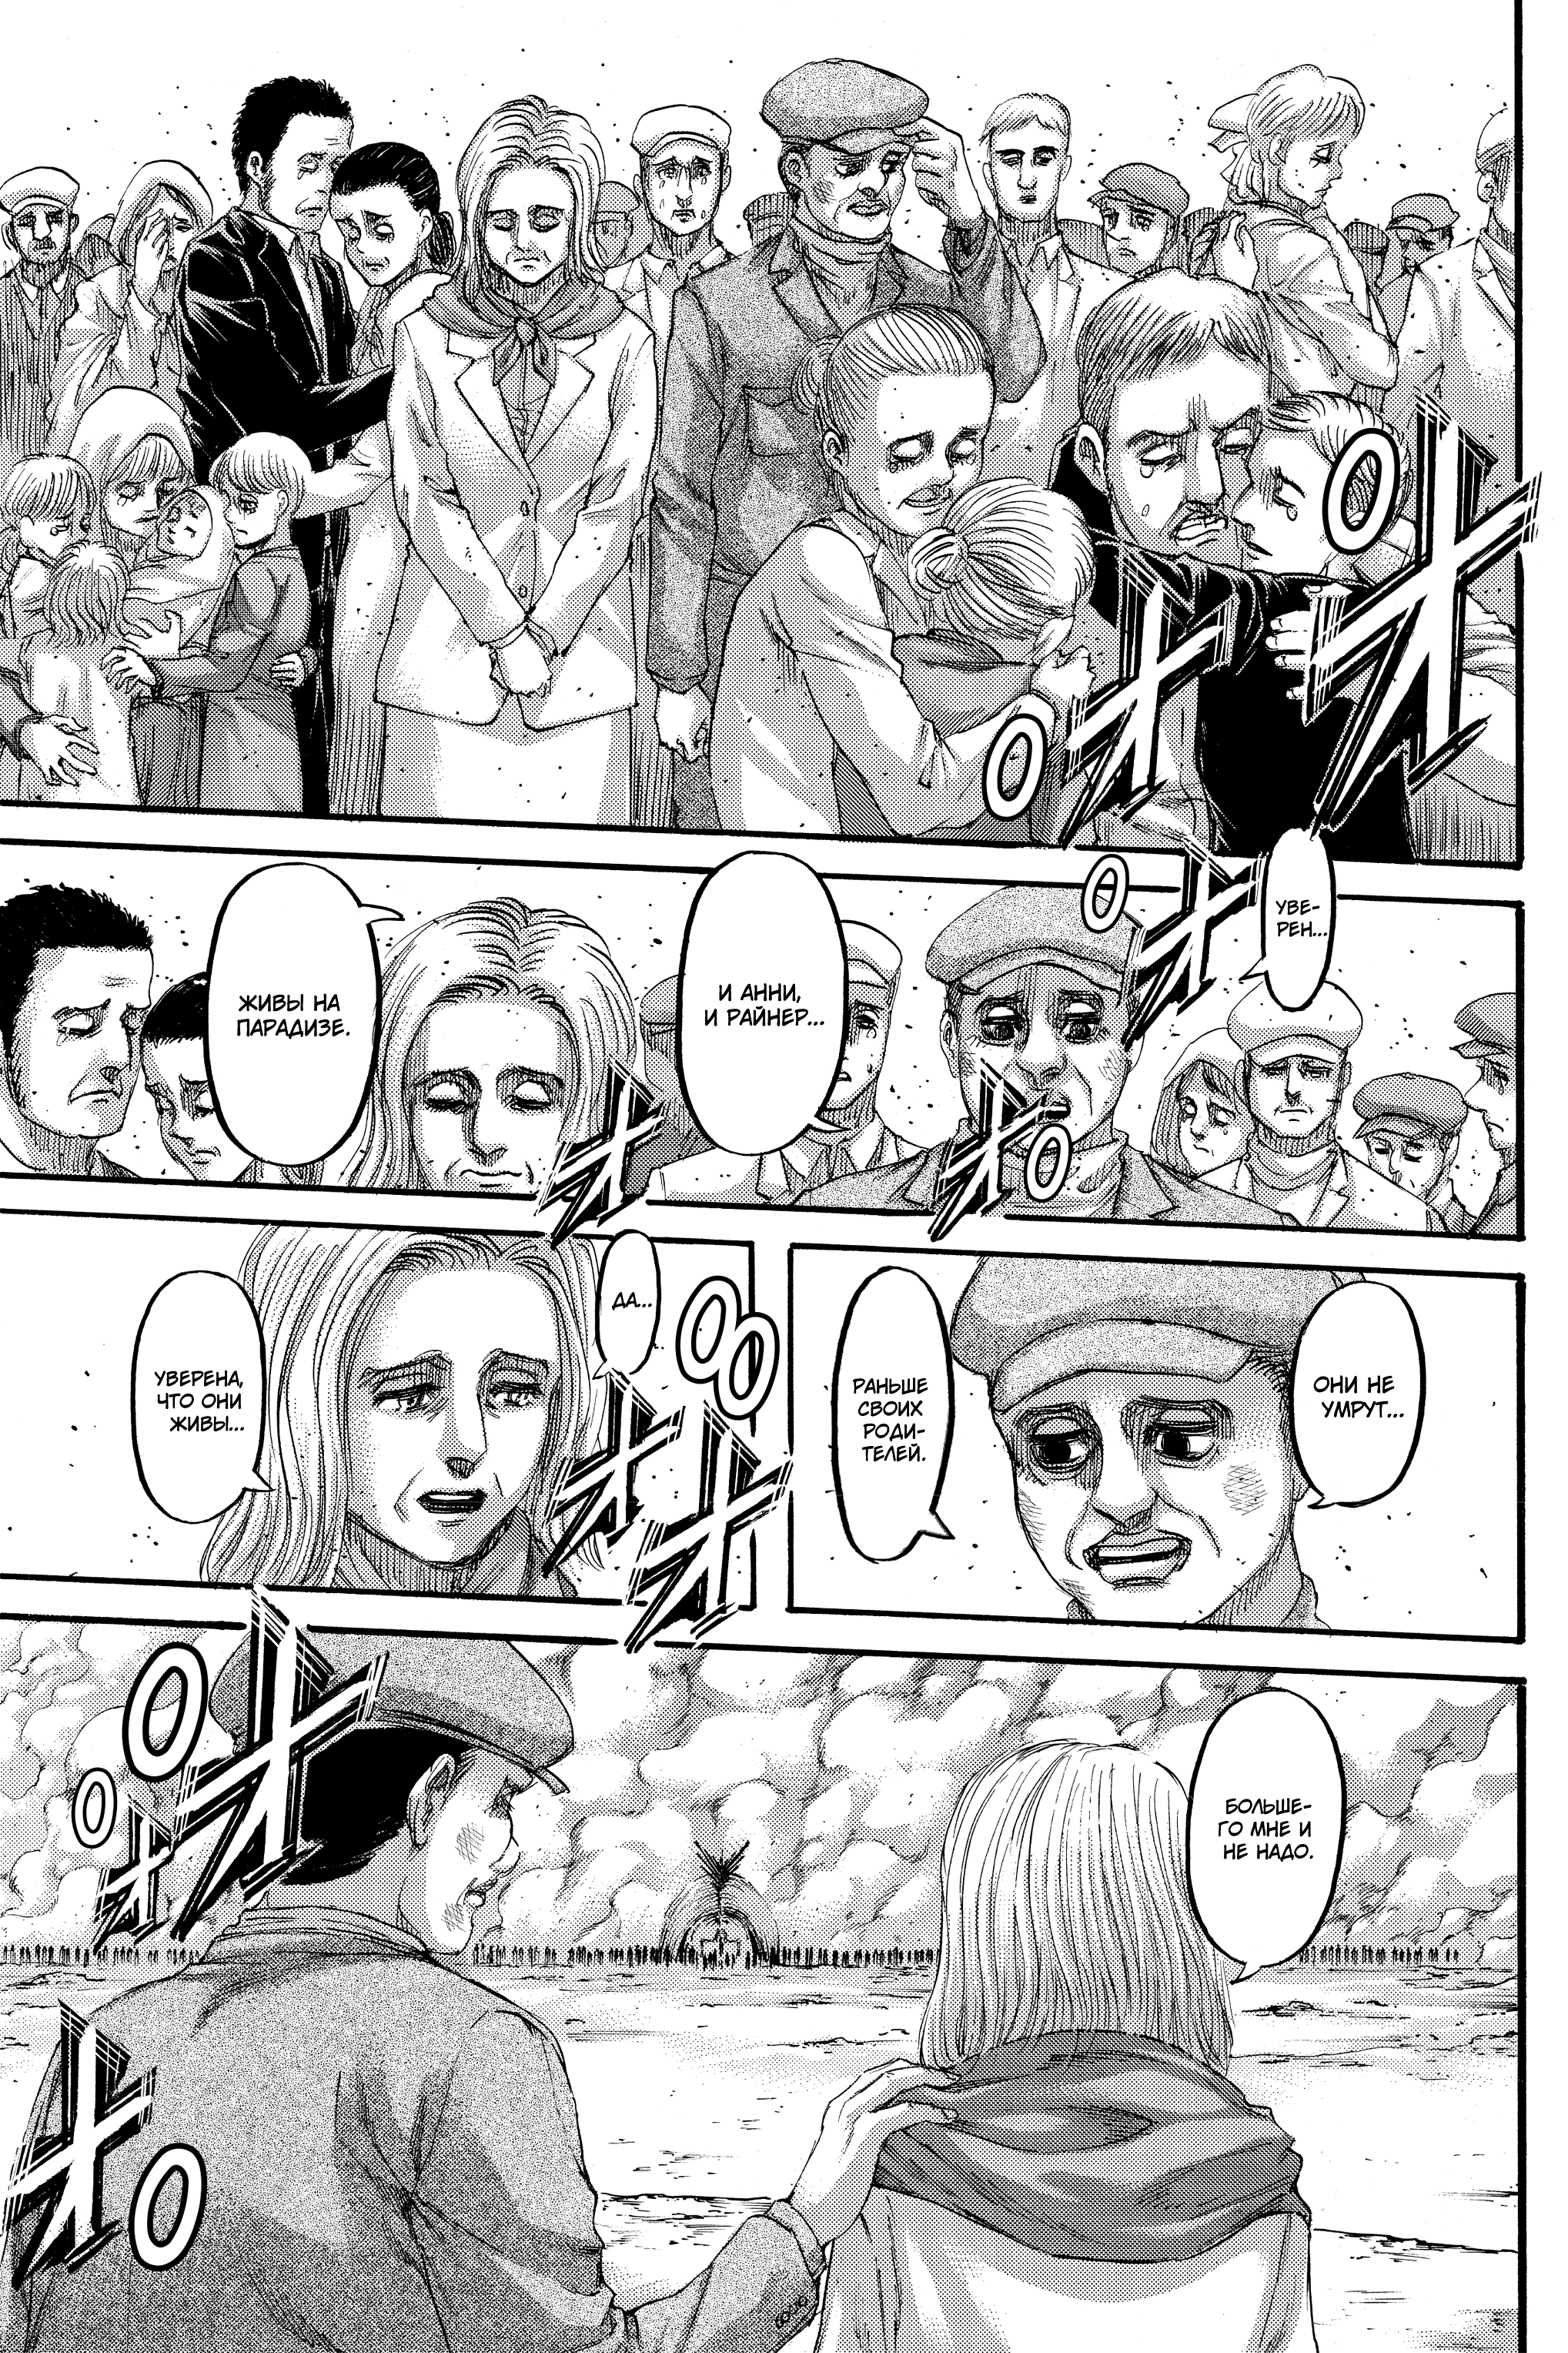 УВЕ-
РЕН...
И АННИ,
И РАЙНЕР...
ЖИВЫ НА
ПАРАДИЗЕ.
ОНИ НЕ
УМРУТ...
РАНЬШЕ
СВОИХ
РОДИ-
ТЕЛЕЙ.
ДА...
УВЕРЕНА,
ЧТО ОНИ
ЖИВЫ...
БОЛЬШЕ-
ГО МНЕ И
НЕ НАДО.